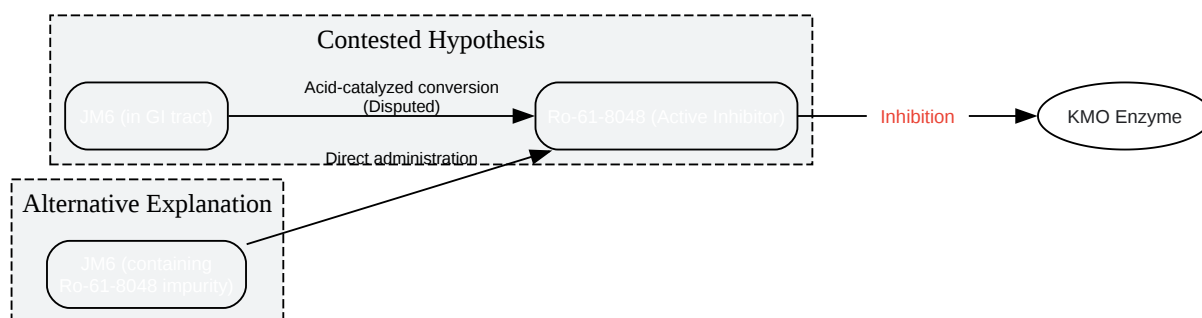 Contested Hypothesis
JM6 (in GI tract)
Acid-catalyzed conversion
(Disputed)
Ro-61-8048 (Active Inhibitor)
Inhibition
KMO Enzyme
Direct administration
Alternative Explanation
JM6 (containing
Ro-61-8048 impurity)